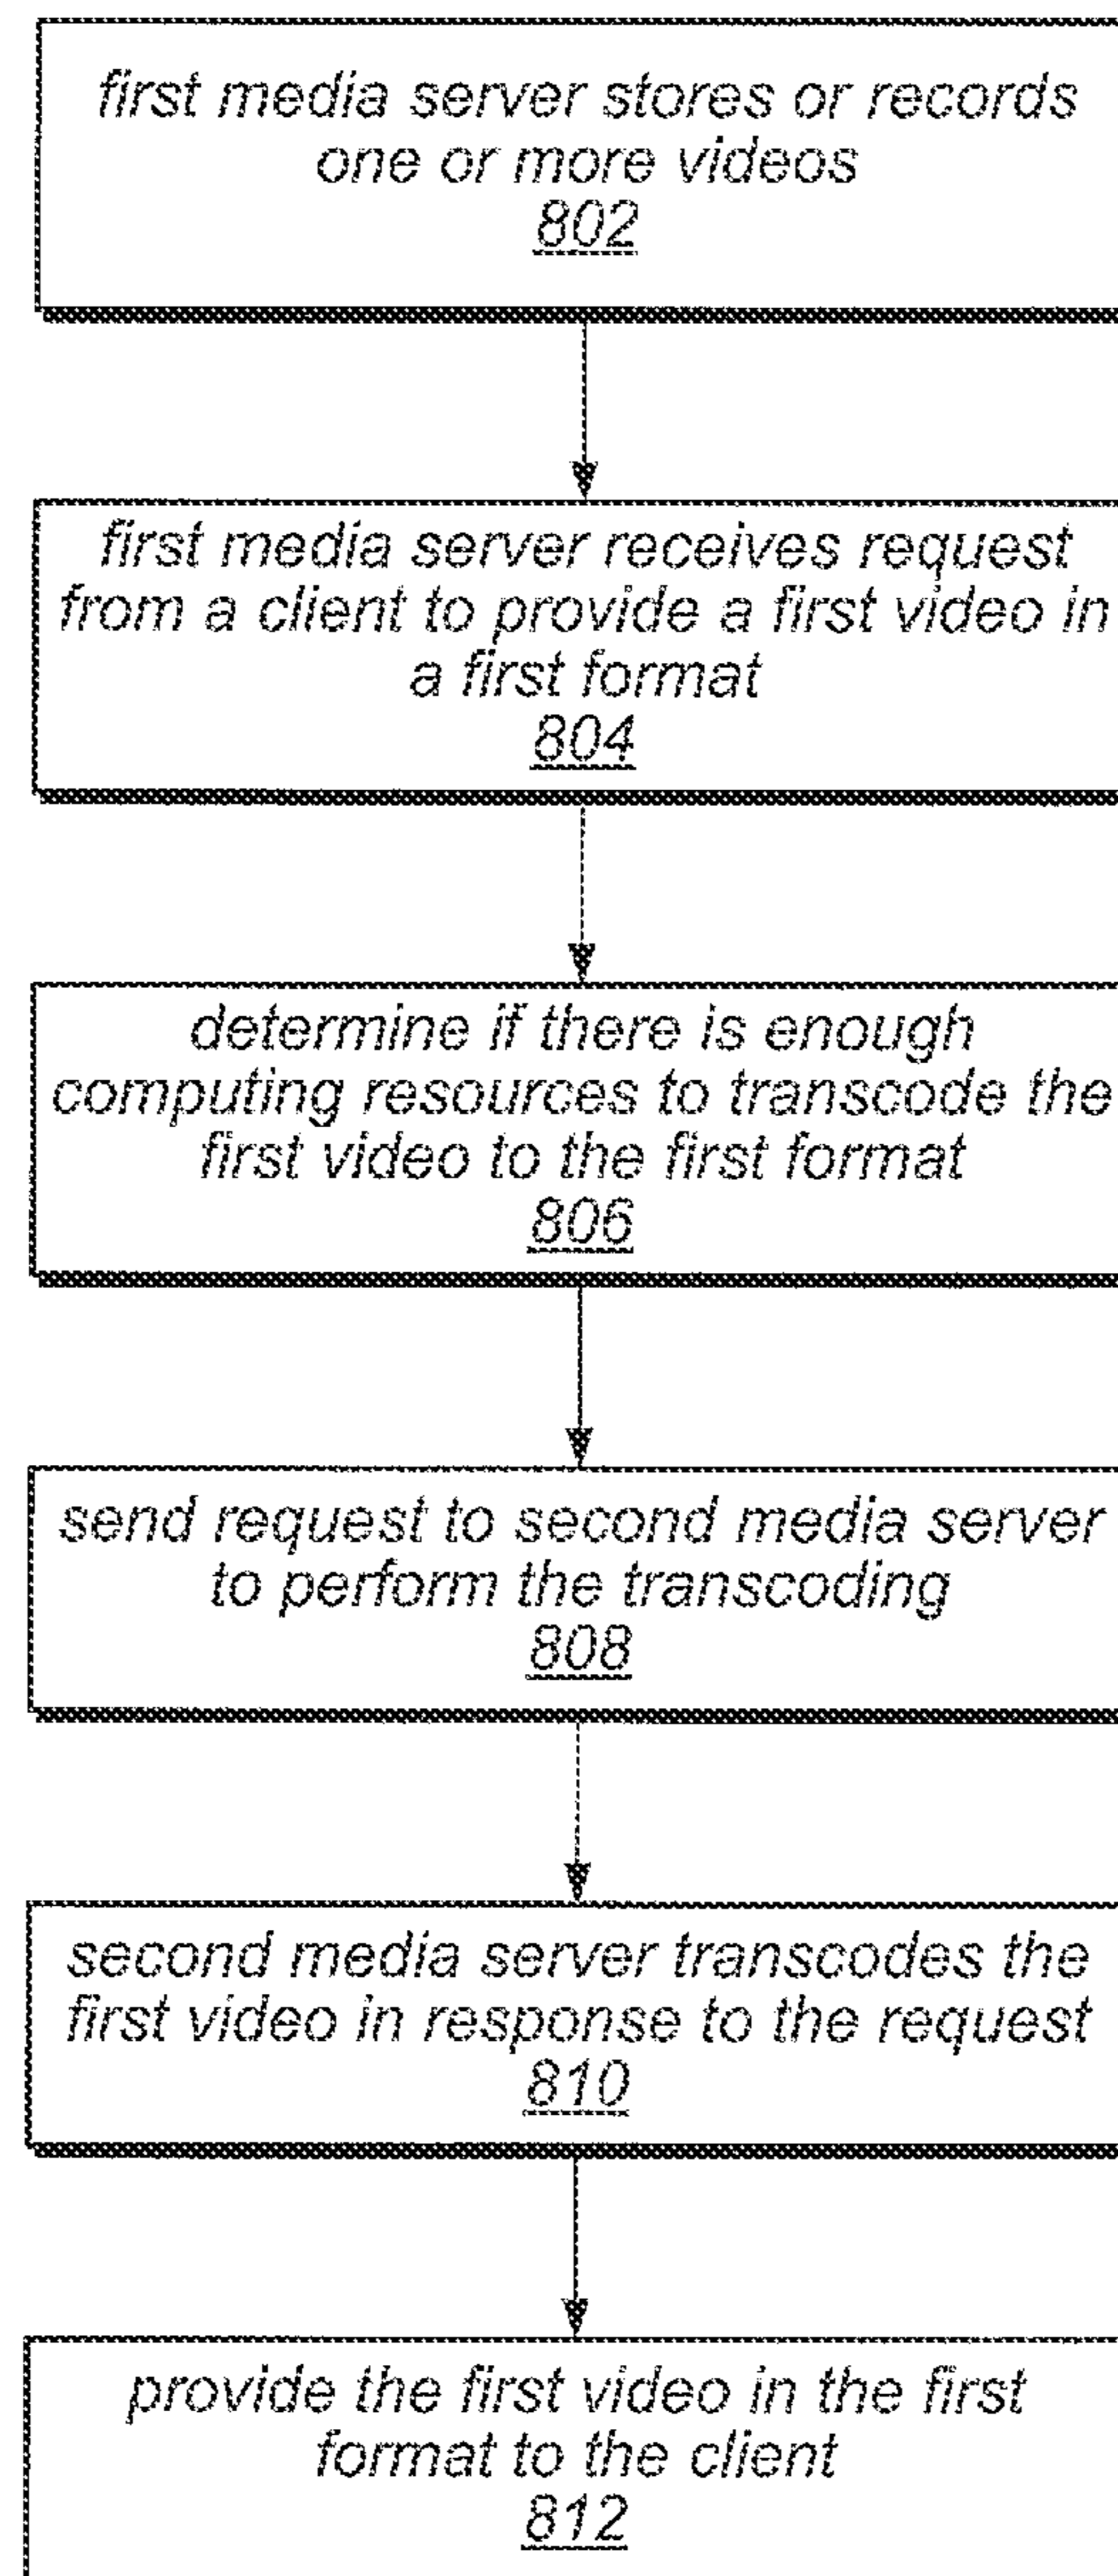 first media server stores or records
one or more videos
802
first media server receives request
from a client to provide a first video in
a first format
804
determine if there is enough
computing resources to transcode the
first video to the first format
806
send request to second media server
to perform the transcoding
808
second media server transcodes the
first video in response to the request
810
provide the first video in the first
format to the client
812